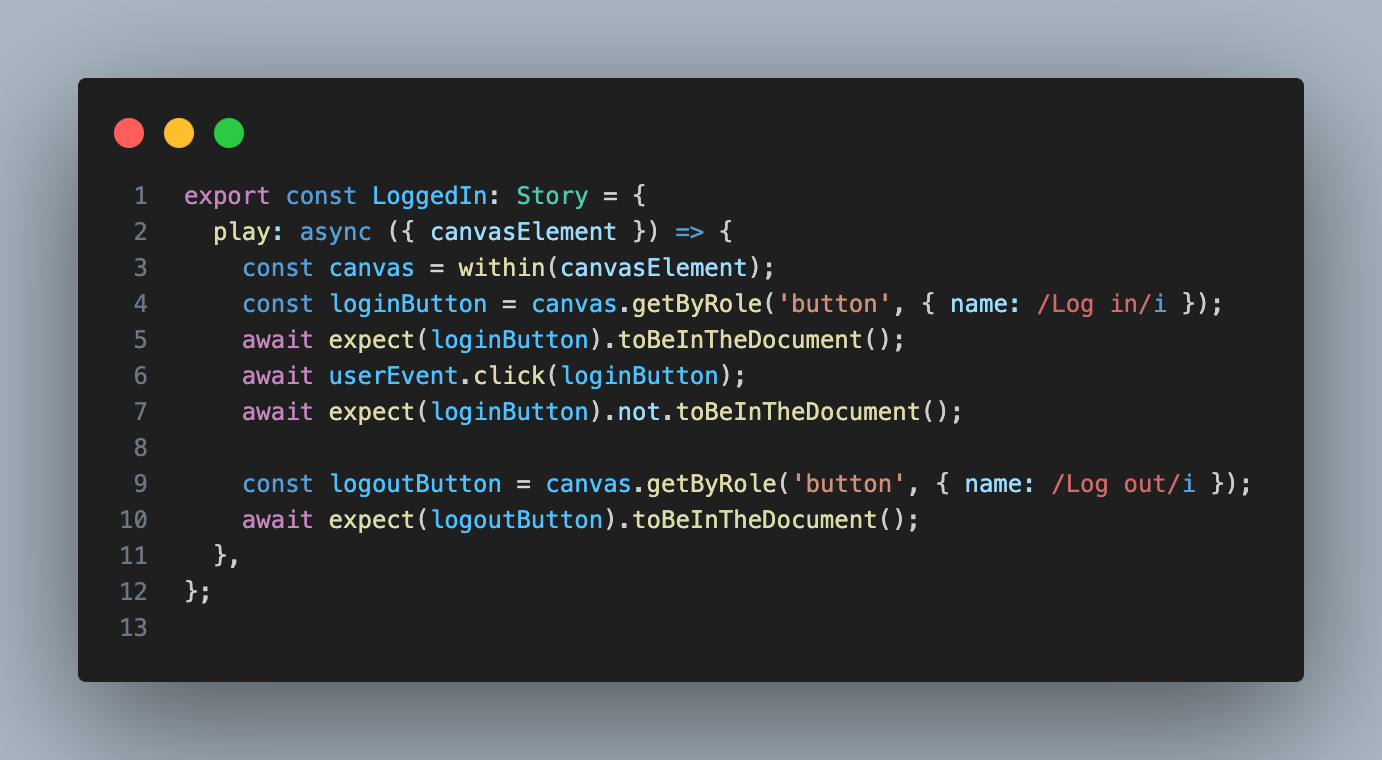 1 export const LoggedIn: Story = {
2   play: async ({ canvasElement }) => {
3     const canvas = within(canvasElement);
4     const loginButton = canvas.getByRole('button', { name: /Log in/i });
5     await expect(loginButton).toBeInTheDocument();
6     await userEvent.click(loginButton);
7     await expect(loginButton).not.toBeInTheDocument();
8
9     const logoutButton = canvas.getByRole('button', { name: /Log out/i });
10     await expect(logoutButton).toBeInTheDocument();
11   },
12 };
13